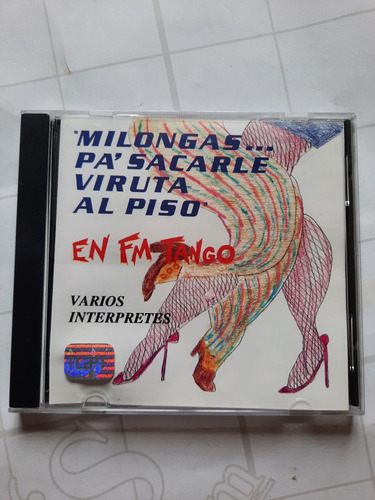 "MILONGAS...
PA' SACARLE
VIRUTA
AL PISO"
EN FM TANGO
VARIOS
INTERPRETES